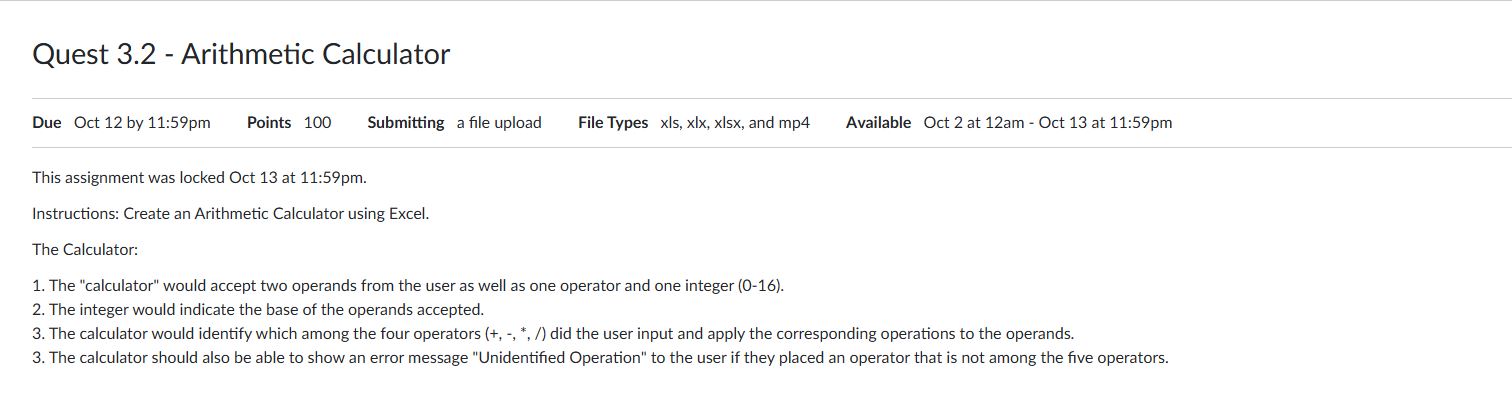 Quest 3.2 - Arithmetic Calculator
Due Oct 12 by 11:59pm Points 100 Submitting a file upload File Types xls, xlx, xlsx, and mp4 Available Oct 2 at 12am - Oct 13 at 11:59pm
This assignment was locked Oct 13 at 11:59pm.
Instructions: Create an Arithmetic Calculator using Excel.
The Calculator:
1. The "calculator" would accept two operands from the user as well as one operator and one integer (0-16).
2. The integer would indicate the base of the operands accepted.
3. The calculator would identify which among the four operators (+, -, *, /) did the user input and apply the corresponding operations to the operands.
3. The calculator should also be able to show an error message "Unidentified Operation" to the user if they placed an operator that is not among the five operators.